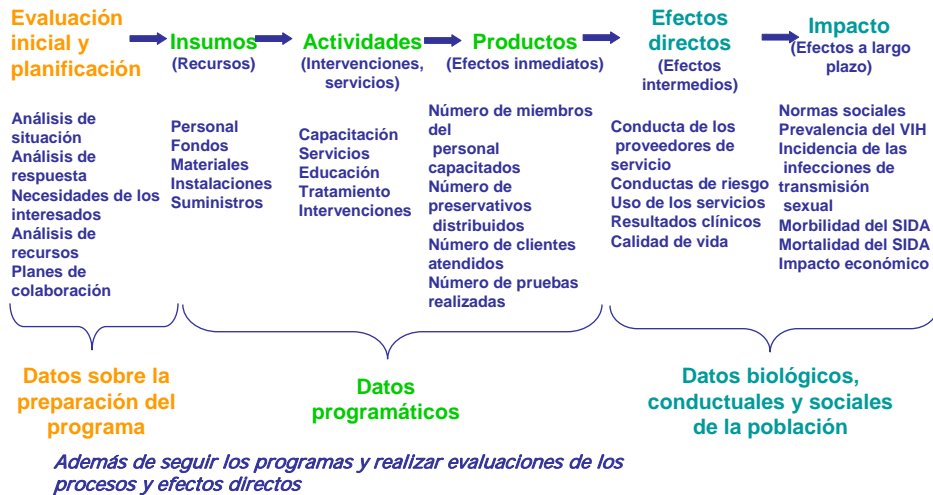 Evaluación
inicial y
planificación
Insumos
(Recursos)
Actividades
(Intervenciones,
servicios)
Productos
(Efectos inmediatos)
Efectos
directos
(Efectos
intermedios)
Impacto
(Efectos a largo
plazo)
Análisis de
situación
Análisis de
respuesta
Necesidades de los
interesados
Análisis de
recursos
Planes de
colaboración
Personal
Fondos
Materiales
Instalaciones
Suministros
Capacitación
Servicios
Educación
Tratamiento
Intervenciones
Número de miembros
del
personal
capacitados
Número de
preservativos
distribuidos
Número de clientes
atendidos
Número de pruebas
realizadas
Conducta de los
proveedores de
servicio
Conductas de riesgo
Uso de los servicios
Resultados clínicos
Calidad de vida
Normas sociales
Prevalencia del VIH
Incidencia de las
infecciones de
transmisión
sexual
Morbilidad del SIDA
Mortalidad del SIDA
Impacto económico
Datos sobre la
preparación del
programa
Datos
programáticos
Datos biológicos,
conductuales y sociales
de la población
Además de seguir los programas y realizar evaluaciones de los
procesos y efectos directos